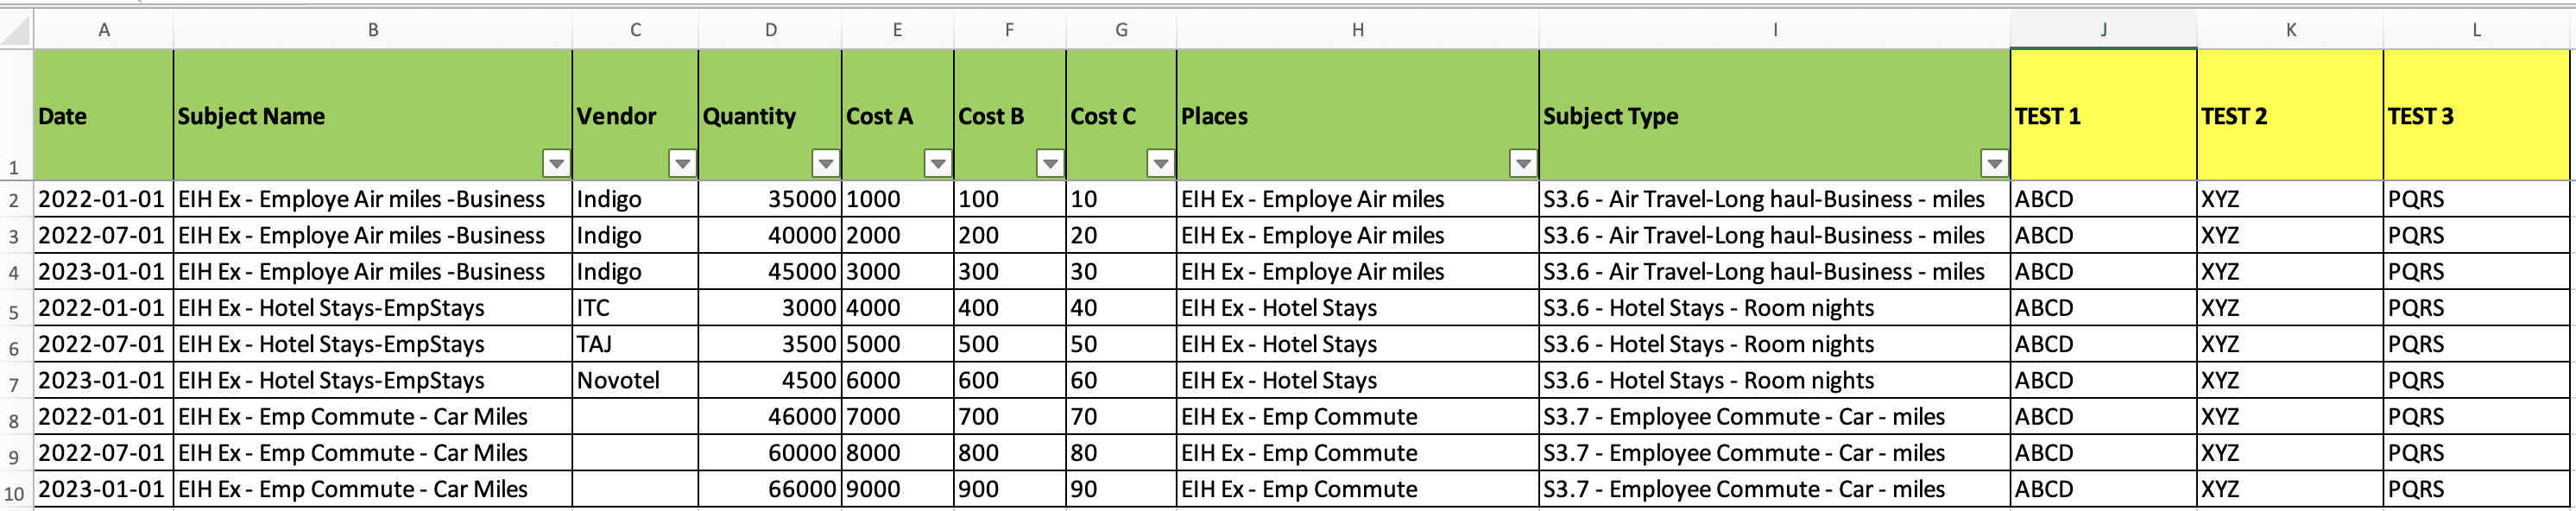 A B C D E F G H I J K L
1 Date Subject Name Vendor Quantity Cost A Cost B Cost C Places Subject Type TEST 1 TEST 2 TEST 3
2 2022-01-01 EIH Ex - Employe Air miles -Business Indigo 35000 1000 100 10 EIH Ex - Employe Air miles S3.6 - Air Travel-Long haul-Business - miles ABCD XYZ PQRS
3 2022-07-01 EIH Ex - Employe Air miles -Business Indigo 40000 2000 200 20 EIH Ex - Employe Air miles S3.6 - Air Travel-Long haul-Business - miles ABCD XYZ PQRS
4 2023-01-01 EIH Ex - Employe Air miles -Business Indigo 45000 3000 300 30 EIH Ex - Employe Air miles S3.6 - Air Travel-Long haul-Business - miles ABCD XYZ PQRS
5 2022-01-01 EIH Ex - Hotel Stays-EmpStays ITC 3000 4000 400 40 EIH Ex - Hotel Stays S3.6 - Hotel Stays - Room nights ABCD XYZ PQRS
6 2022-07-01 EIH Ex - Hotel Stays-EmpStays TAJ 3500 5000 500 50 EIH Ex - Hotel Stays S3.6 - Hotel Stays - Room nights ABCD XYZ PQRS
7 2023-01-01 EIH Ex - Hotel Stays-EmpStays Novotel 4500 6000 600 60 EIH Ex - Hotel Stays S3.6 - Hotel Stays - Room nights ABCD XYZ PQRS
8 2022-01-01 EIH Ex - Emp Commute - Car Miles 46000 7000 700 70 EIH Ex - Emp Commute S3.7 - Employee Commute - Car - miles ABCD XYZ PQRS
9 2022-07-01 EIH Ex - Emp Commute - Car Miles 60000 8000 800 80 EIH Ex - Emp Commute S3.7 - Employee Commute - Car - miles ABCD XYZ PQRS
10 2023-01-01 EIH Ex - Emp Commute - Car Miles 66000 9000 900 90 EIH Ex - Emp Commute S3.7 - Employee Commute - Car - miles ABCD XYZ PQRS